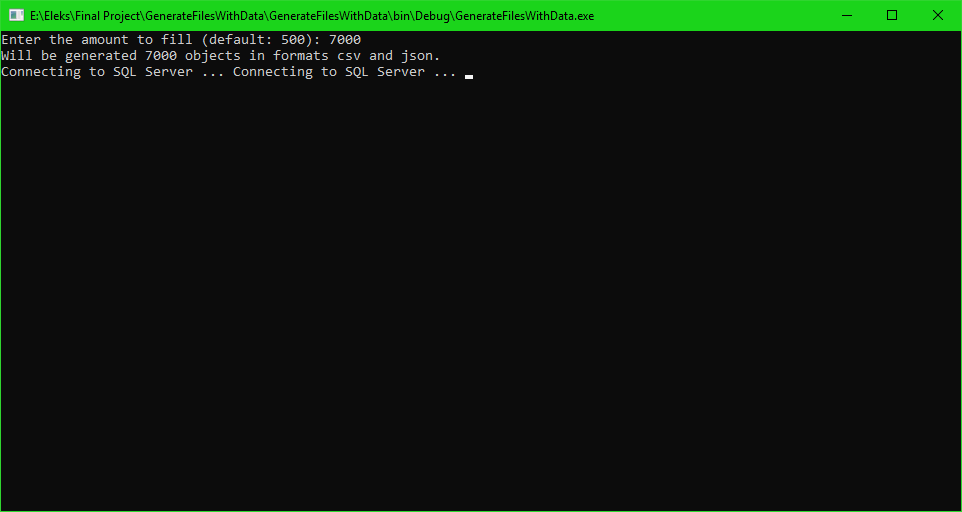 E:\Eleks\Final Project\GenerateFilesWithData\GenerateFilesWithData\bin\Debug\GenerateFilesWithData.exe
Enter the amount to fill (default: 500): 7000
Will be generated 7000 objects in formats csv and json.
Connecting to SQL Server ... Connecting to SQL Server ...